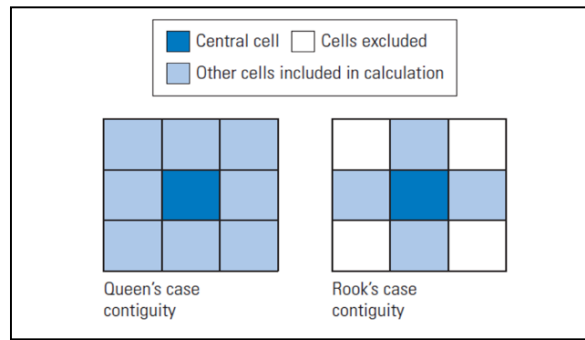 Central cell Cells excluded
Other cells included in calculation
Queen's case
contiguity
Rook's case
contiguity